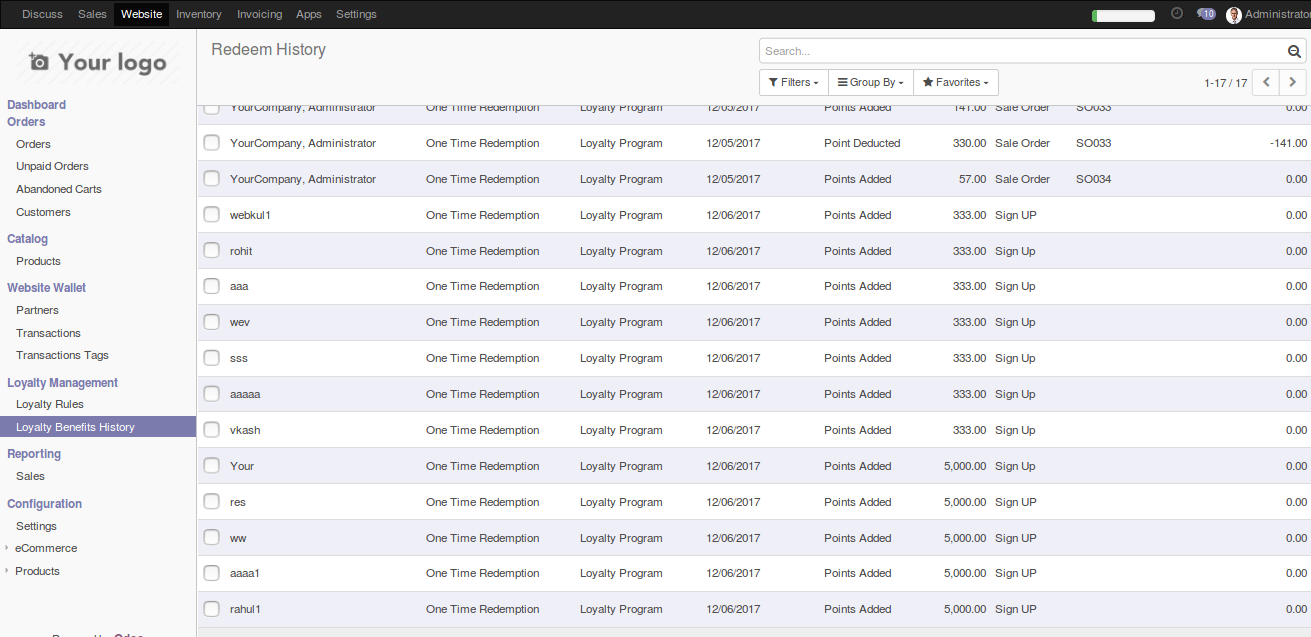 Discuss Sales Website Inventory Invoicing Apps Settings 10 Administrator
Your logo
Redeem History
Search...
Filters Group By Favorites 1-17 / 17
Dashboard
Orders
Orders
Unpaid Orders
Abandoned Carts
Customers
Catalog
Products
Website Wallet
Partners
Transactions
Transactions Tags
Loyalty Management
Loyalty Rules
Loyalty Benefits History
Reporting
Sales
Configuration
Settings
eCommerce
Products
YourCompany, Administrator One Time Redemption Loyalty Program 12/05/2017 Points Added 141.00 Sale Order SO033 0.00
YourCompany, Administrator One Time Redemption Loyalty Program 12/05/2017 Point Deducted 330.00 Sale Order SO033 -141.00
YourCompany, Administrator One Time Redemption Loyalty Program 12/05/2017 Points Added 57.00 Sale Order SO034 0.00
webkul1 One Time Redemption Loyalty Program 12/06/2017 Points Added 333.00 Sign UP 0.00
rohit One Time Redemption Loyalty Program 12/06/2017 Points Added 333.00 Sign Up 0.00
aaa One Time Redemption Loyalty Program 12/06/2017 Points Added 333.00 Sign Up 0.00
wev One Time Redemption Loyalty Program 12/06/2017 Points Added 333.00 Sign Up 0.00
sss One Time Redemption Loyalty Program 12/06/2017 Points Added 333.00 Sign Up 0.00
aaaaa One Time Redemption Loyalty Program 12/06/2017 Points Added 333.00 Sign Up 0.00
vkash One Time Redemption Loyalty Program 12/06/2017 Points Added 333.00 Sign Up 0.00
Your One Time Redemption Loyalty Program 12/06/2017 Points Added 5,000.00 Sign Up 0.00
res One Time Redemption Loyalty Program 12/06/2017 Points Added 5,000.00 Sign UP 0.00
ww One Time Redemption Loyalty Program 12/06/2017 Points Added 5,000.00 Sign UP 0.00
aaaa1 One Time Redemption Loyalty Program 12/06/2017 Points Added 5,000.00 Sign UP 0.00
rahul1 One Time Redemption Loyalty Program 12/06/2017 Points Added 5,000.00 Sign UP 0.00